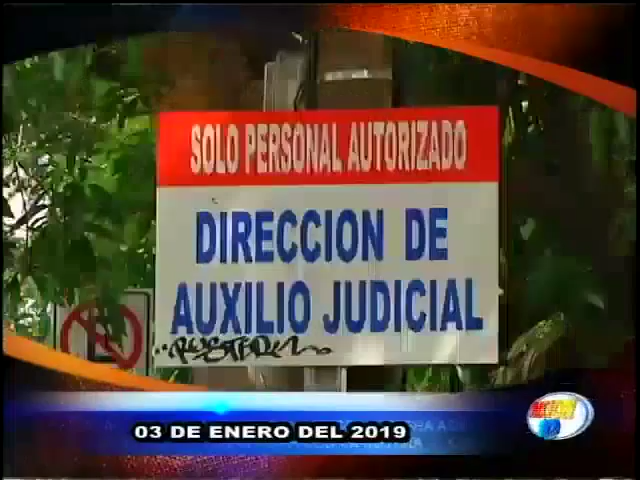 SOLO PERSONAL AUTORIZADO
DIRECCION DE
AUXILIO JUDICIAL
03 DE ENERO DEL 2019